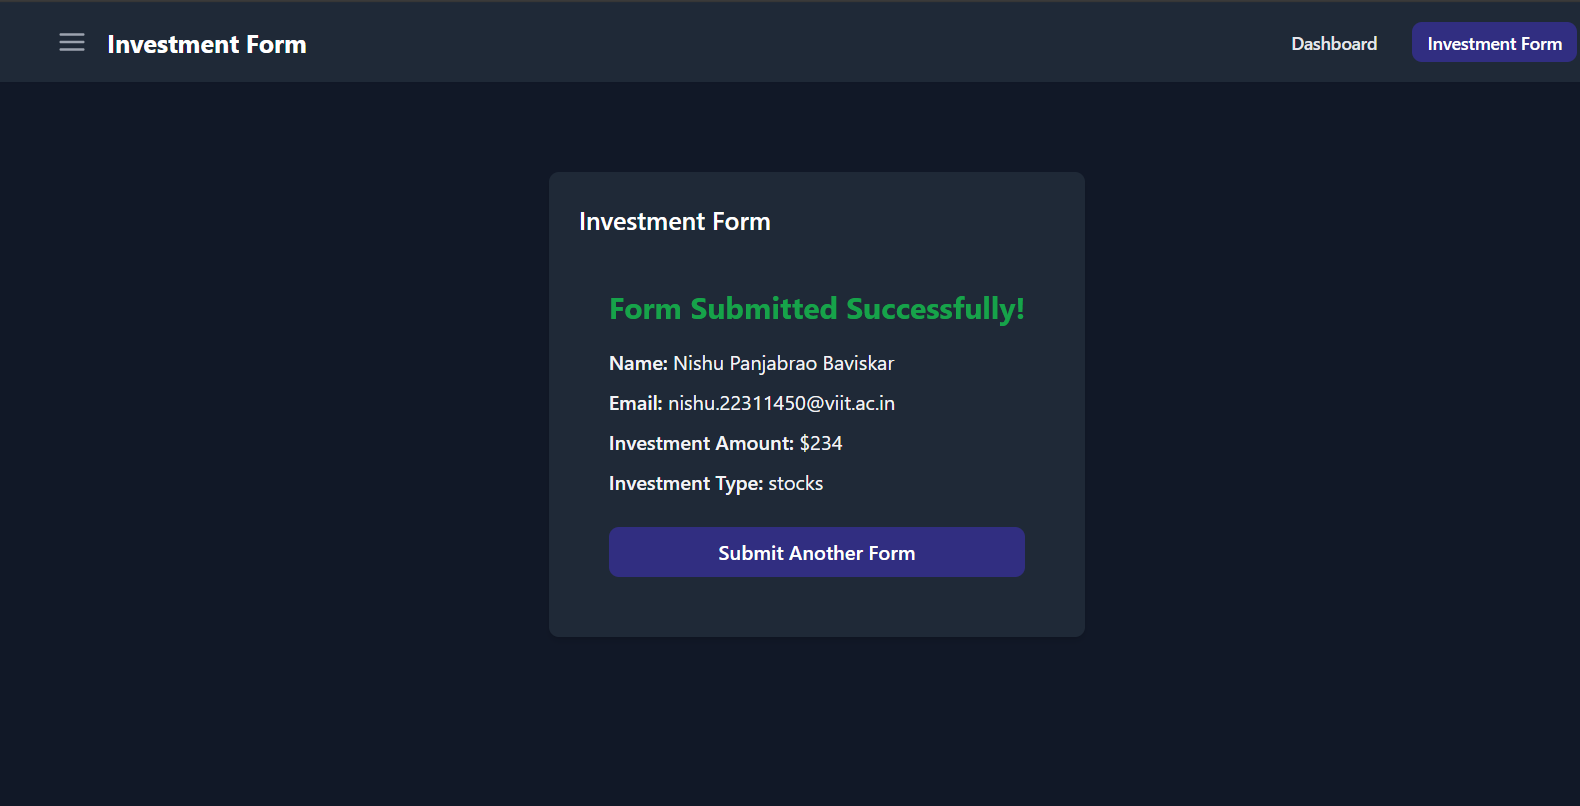 Investment Form
Dashboard
Investment Form
Investment Form
Form Submitted Successfully!
Name: Nishu Panjabrao Baviskar
Email: nishu.22311450@viit.ac.in
Investment Amount: $234
Investment Type: stocks
Submit Another Form